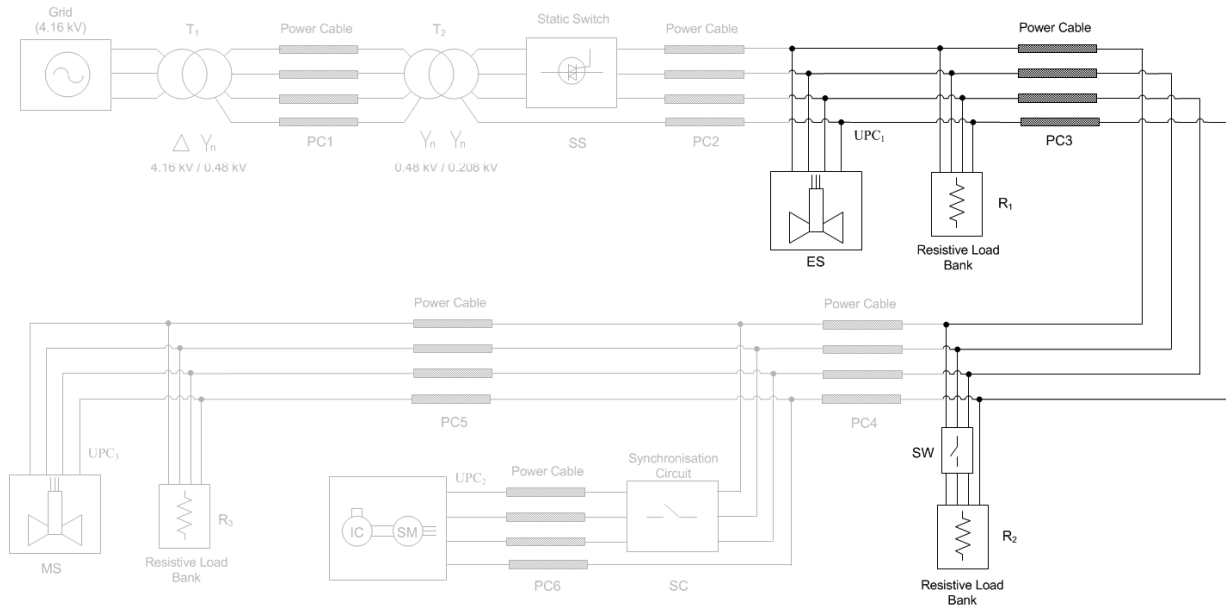 Grid
(4.16 kV)
T1
Power Cable
T2
Static Switch
Power Cable
Power Cable
Δ Yn
4.16 kV / 0.48 kV
PC1
Yn Yn
0.48 kV / 0.208 kV
SS
PC2
UPC1
PC3
ES
R1
Resistive Load
Bank
Power Cable
Power Cable
PC5
PC4
UPC3
MS
R3
Resistive Load
Bank
UPC2
Power Cable
Synchronisation
Circuit
IC
SM
PC6
SC
SW
R2
Resistive Load
Bank